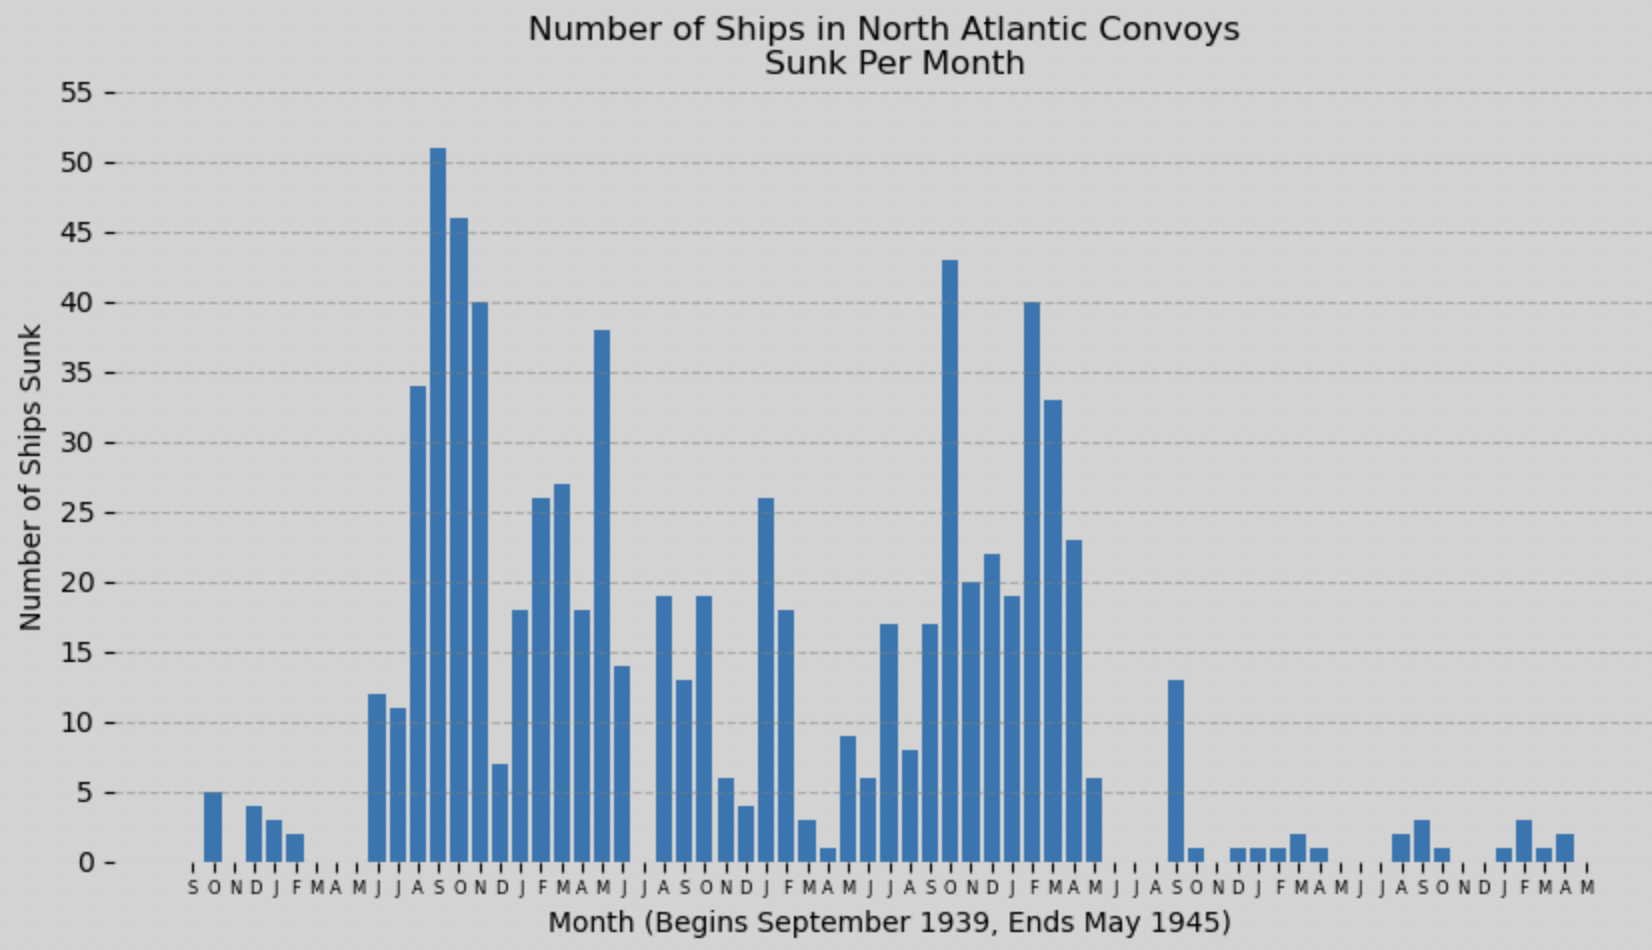 Number of Ships in North Atlantic Convoys
Sunk Per Month
55
50
45
40
35
30
25
20
15
10
5
0
Number of Ships Sunk
S O N D J F M A M J J A S O N D J F M A M J J A S O N D J F M A M J J A S O N D J F M A M J J A S O N D J F M A M J J A S O N D J F M A M
Month (Begins September 1939, Ends May 1945)